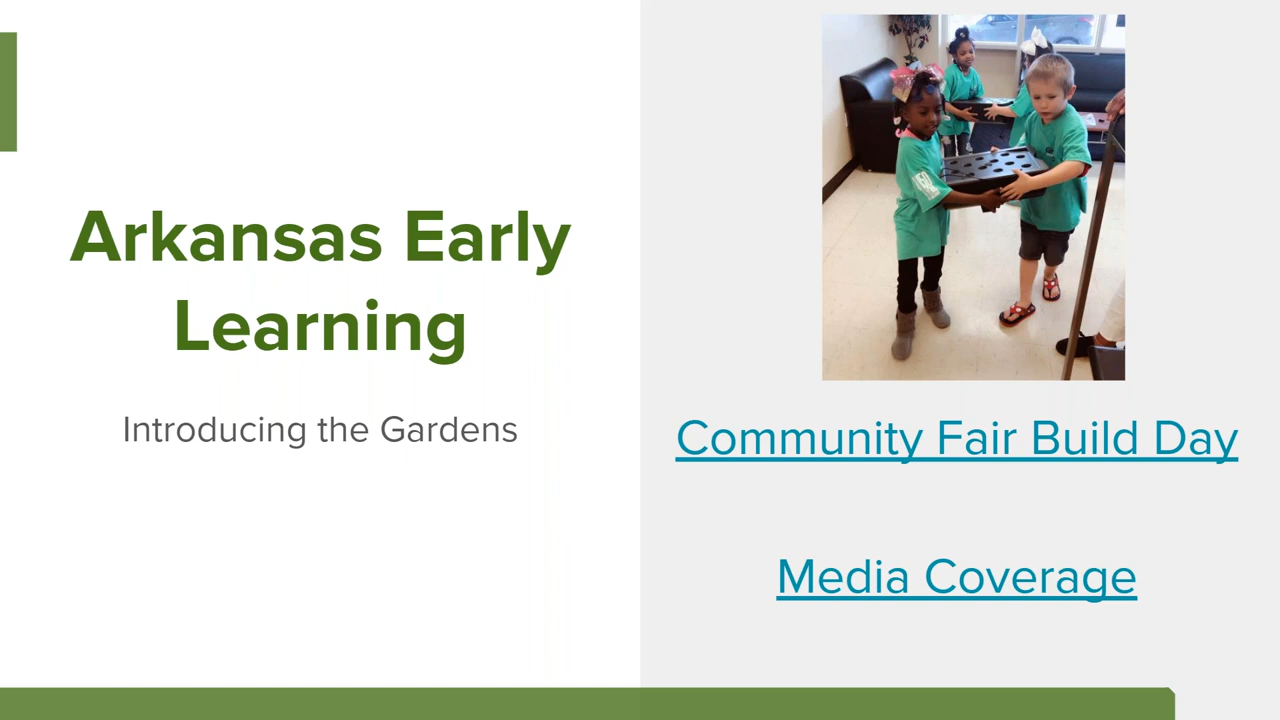 Arkansas Early
Learning
Introducing the Gardens
Community Fair Build Day
Media Coverage